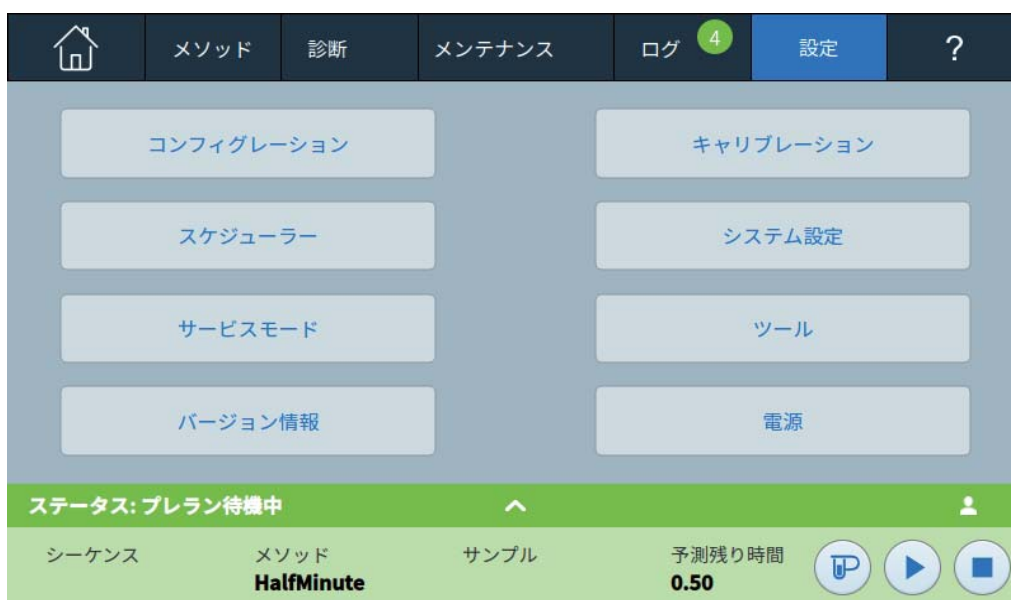 メソッド 診断 メンテナンス ログ 4 設定 ?
コンフィグレーション キャリブレーション
スケジューラー システム設定
サービスモード ツール
バージョン情報 電源
ステータス: プレラン待機中
シーケンス メソッド サンプル 予測残り時間
HalfMinute 0.50